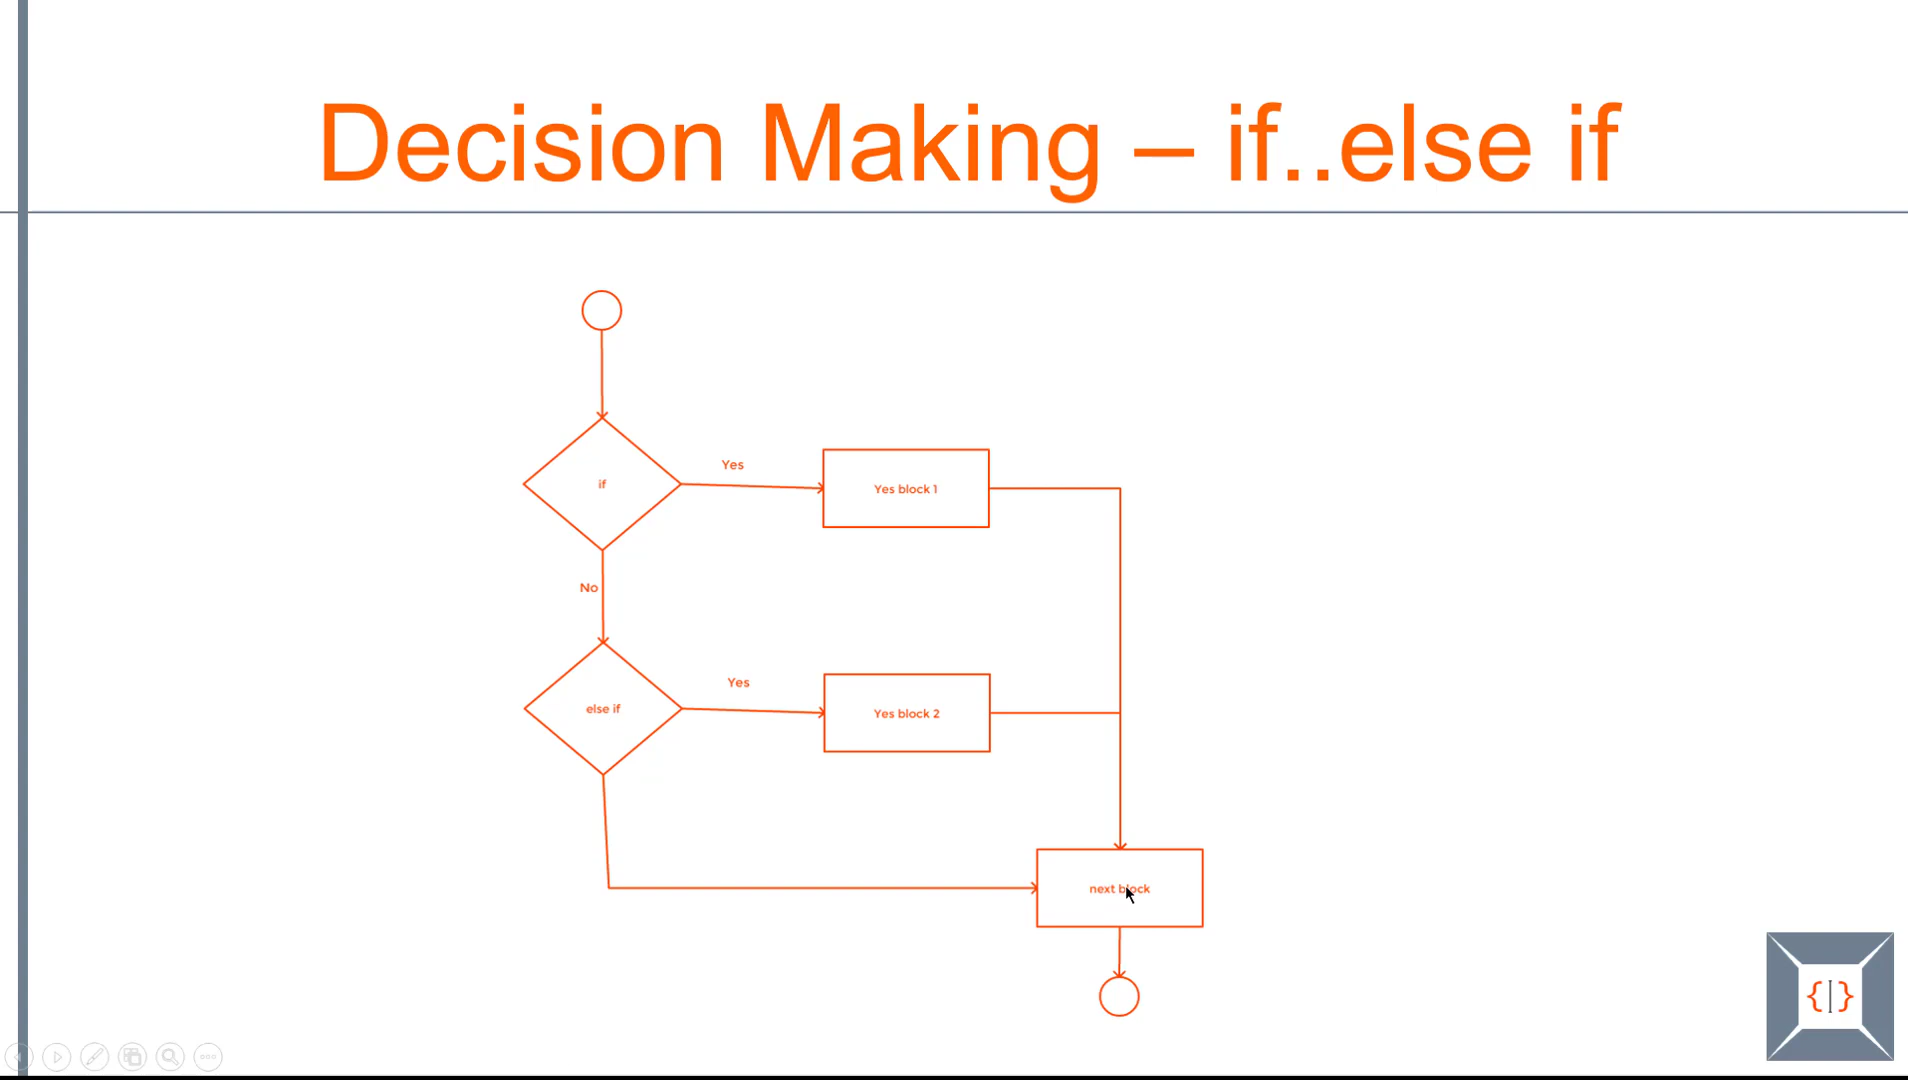 Decision Making – if..else if
Yes
if
Yes block 1
No
Yes
else if
Yes block 2
next block
{|}